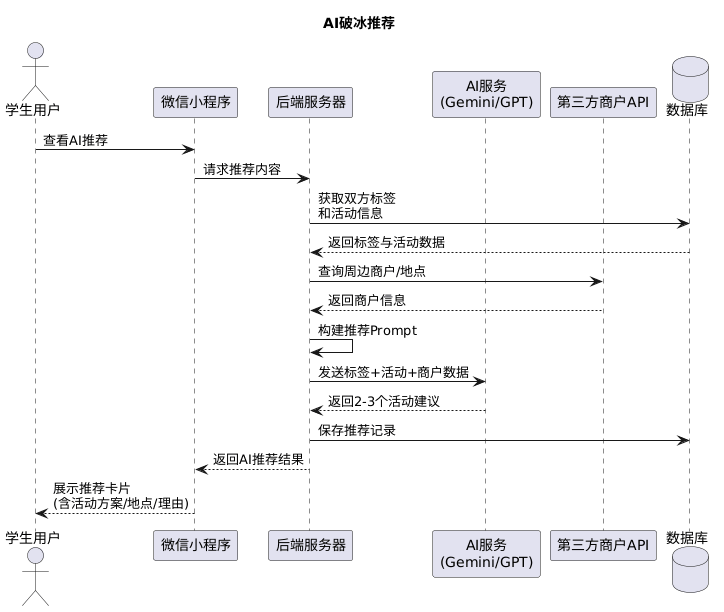 AI破冰推荐
学生用户
微信小程序
后端服务器
AI服务
(Gemini/GPT)
第三方商户API
数据库
查看AI推荐
请求推荐内容
获取双方标签
和活动信息
返回标签与活动数据
查询周边商户/地点
返回商户信息
构建推荐Prompt
发送标签+活动+商户数据
返回2-3个活动建议
保存推荐记录
返回AI推荐结果
展示推荐卡片
(含活动方案/地点/理由)
学生用户
微信小程序
后端服务器
AI服务
(Gemini/GPT)
第三方商户API
数据库